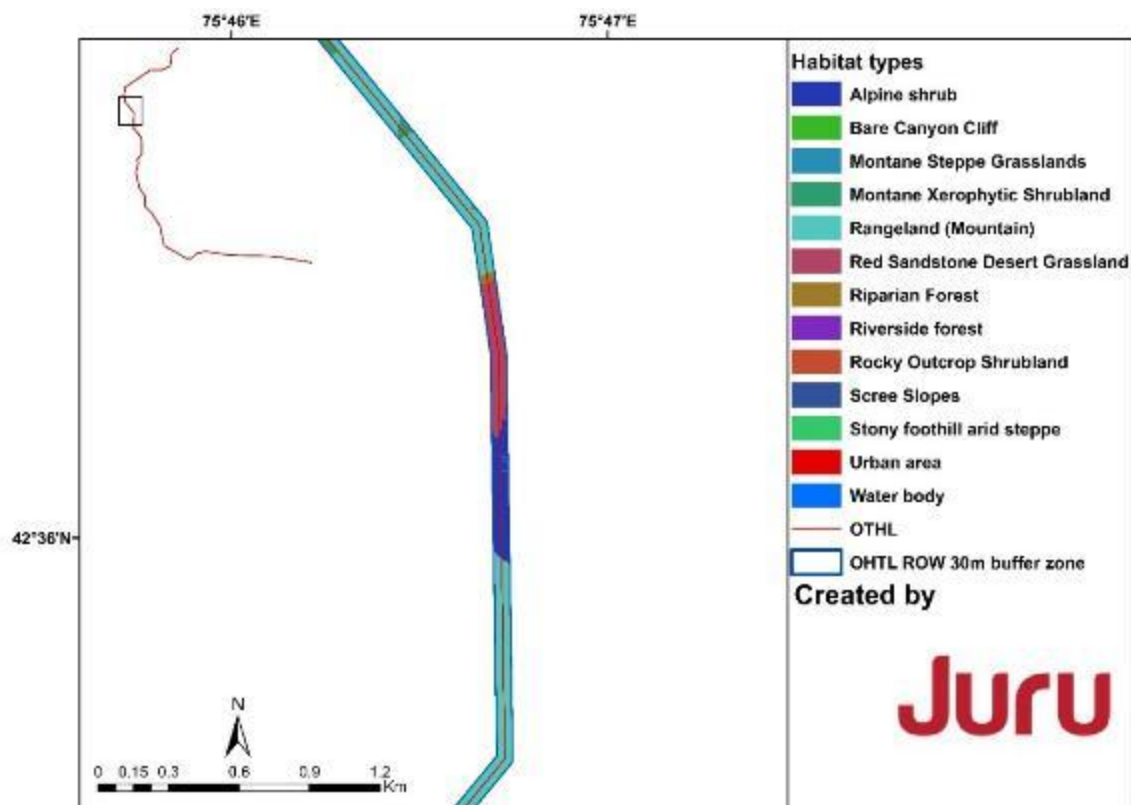 75°46'E
75°47'E
42°36'N
N
0 0.15 0.3 0.6 0.9 1.2
Km
Habitat types
Alpine shrub
Bare Canyon Cliff
Montane Steppe Grasslands
Montane Xerophytic Shrubland
Rangeland (Mountain)
Red Sandstone Desert Grassland
Riparian Forest
Riverside forest
Rocky Outcrop Shrubland
Scree Slopes
Stony foothill arid steppe
Urban area
Water body
OTHL
OHTL ROW 30m buffer zone
Created by
Juru